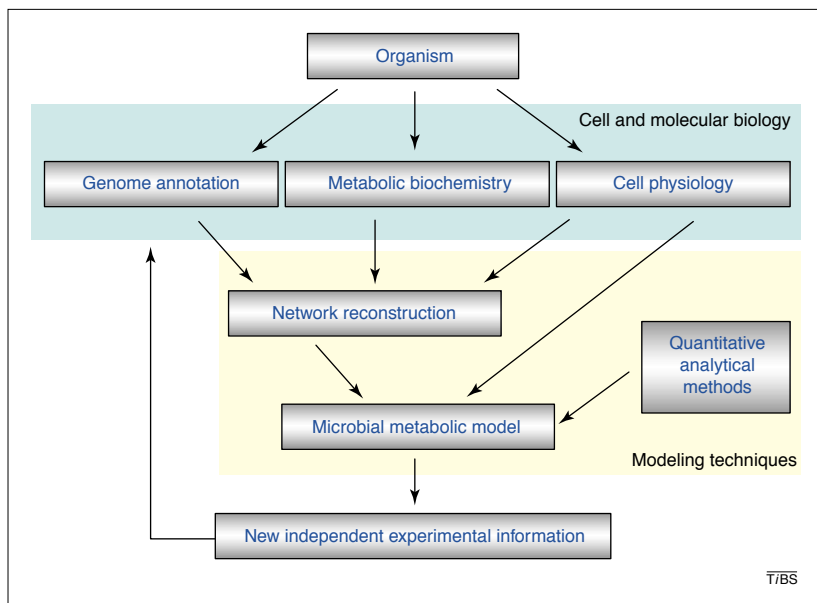 Organism
Cell and molecular biology
Genome annotation
Metabolic biochemistry
Cell physiology
Network reconstruction
Quantitative
analytical
methods
Microbial metabolic model
Modeling techniques
New independent experimental information
TiBS